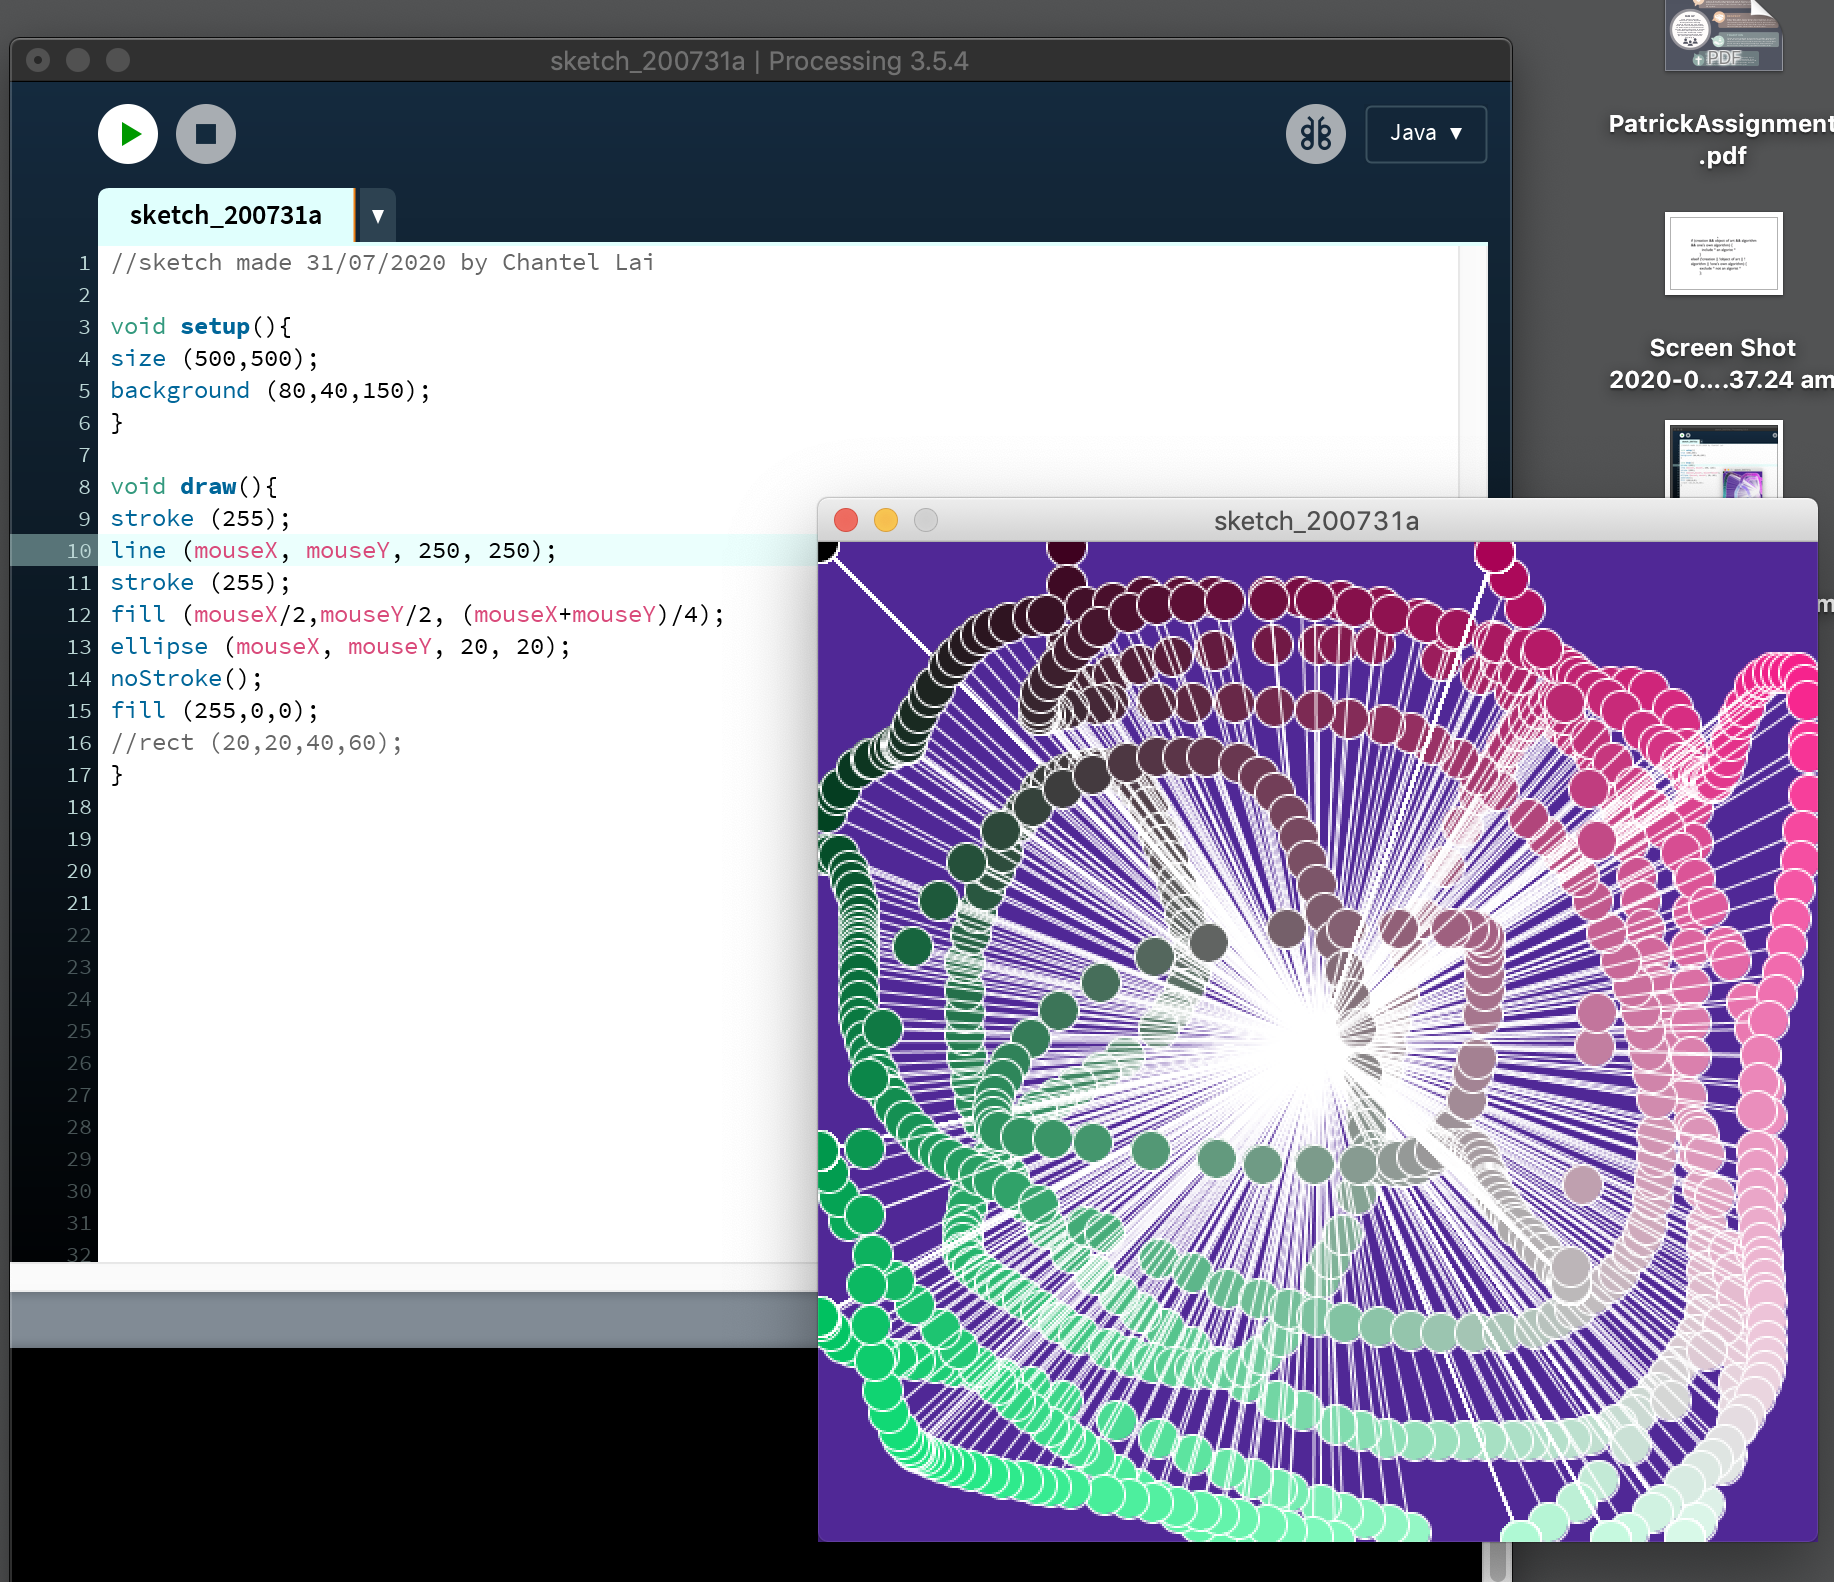 sketch_200731a | Processing 3.5.4
Java ▼
sketch_200731a ▼
1 //sketch made 31/07/2020 by Chantel Lai
2
3 void setup(){
4 size (500,500);
5 background (80,40,150);
6 }
7
8 void draw(){
9 stroke (255);
10 line (mouseX, mouseY, 250, 250);
11 stroke (255);
12 fill (mouseX/2,mouseY/2, (mouseX+mouseY)/4);
13 ellipse (mouseX, mouseY, 20, 20);
14 noStroke();
15 fill (255,0,0);
16 //rect (20,20,40,60);
17 }
18
19
20
21
22
23
24
25
26
27
28
29
30
31
32
sketch_200731a
PDF
PatrickAssignment
.pdf
Screen Shot
2020-0....37.24 am
m